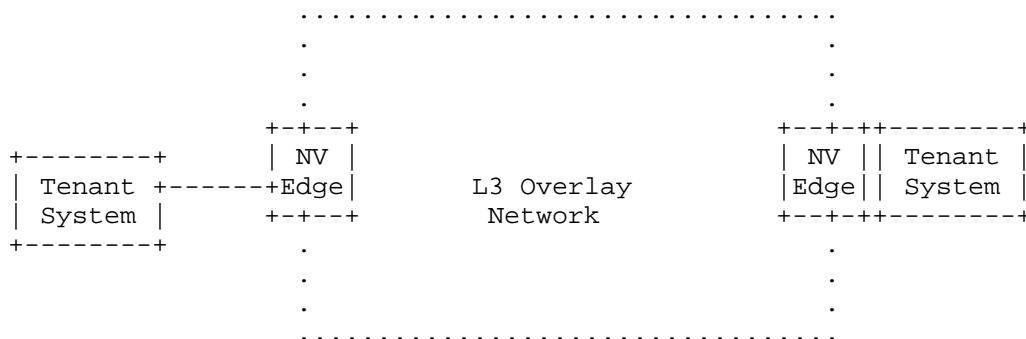 NV
NV
Tenant
Tenant
Edge
L3 Overlay
Edge
System
System
Network